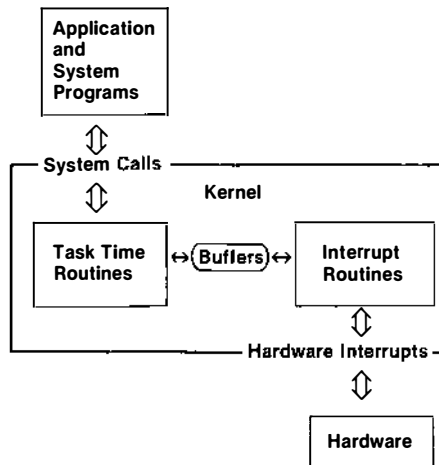 Application
and
System
Programs
System Calls
Kernel
Task Time
Routines
Buffers
Interrupt
Routines
Hardware Interrupts
Hardware